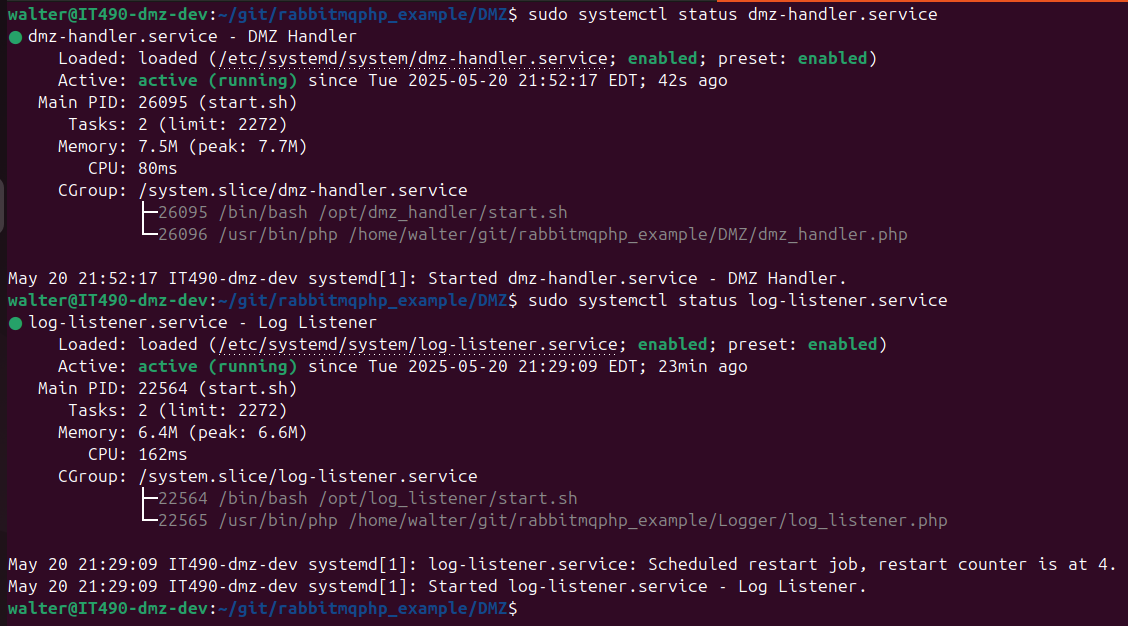 walter@IT490-dmz-dev:~/git/rabbitmqphp_example/DMZ$ sudo systemctl status dmz-handler.service
● dmz-handler.service - DMZ Handler
     Loaded: loaded (/etc/systemd/system/dmz-handler.service; enabled; preset: enabled)
     Active: active (running) since Tue 2025-05-20 21:52:17 EDT; 42s ago
   Main PID: 26095 (start.sh)
      Tasks: 2 (limit: 2272)
     Memory: 7.5M (peak: 7.7M)
        CPU: 80ms
     CGroup: /system.slice/dmz-handler.service
             ├─26095 /bin/bash /opt/dmz_handler/start.sh
             └─26096 /usr/bin/php /home/walter/git/rabbitmqphp_example/DMZ/dmz_handler.php

May 20 21:52:17 IT490-dmz-dev systemd[1]: Started dmz-handler.service - DMZ Handler.
walter@IT490-dmz-dev:~/git/rabbitmqphp_example/DMZ$ sudo systemctl status log-listener.service
● log-listener.service - Log Listener
     Loaded: loaded (/etc/systemd/system/log-listener.service; enabled; preset: enabled)
     Active: active (running) since Tue 2025-05-20 21:29:09 EDT; 23min ago
   Main PID: 22564 (start.sh)
      Tasks: 2 (limit: 2272)
     Memory: 6.4M (peak: 6.6M)
        CPU: 162ms
     CGroup: /system.slice/log-listener.service
             ├─22564 /bin/bash /opt/log_listener/start.sh
             └─22565 /usr/bin/php /home/walter/git/rabbitmqphp_example/Logger/log_listener.php

May 20 21:29:09 IT490-dmz-dev systemd[1]: log-listener.service: Scheduled restart job, restart counter is at 4.
May 20 21:29:09 IT490-dmz-dev systemd[1]: Started log-listener.service - Log Listener.
walter@IT490-dmz-dev:~/git/rabbitmqphp_example/DMZ$